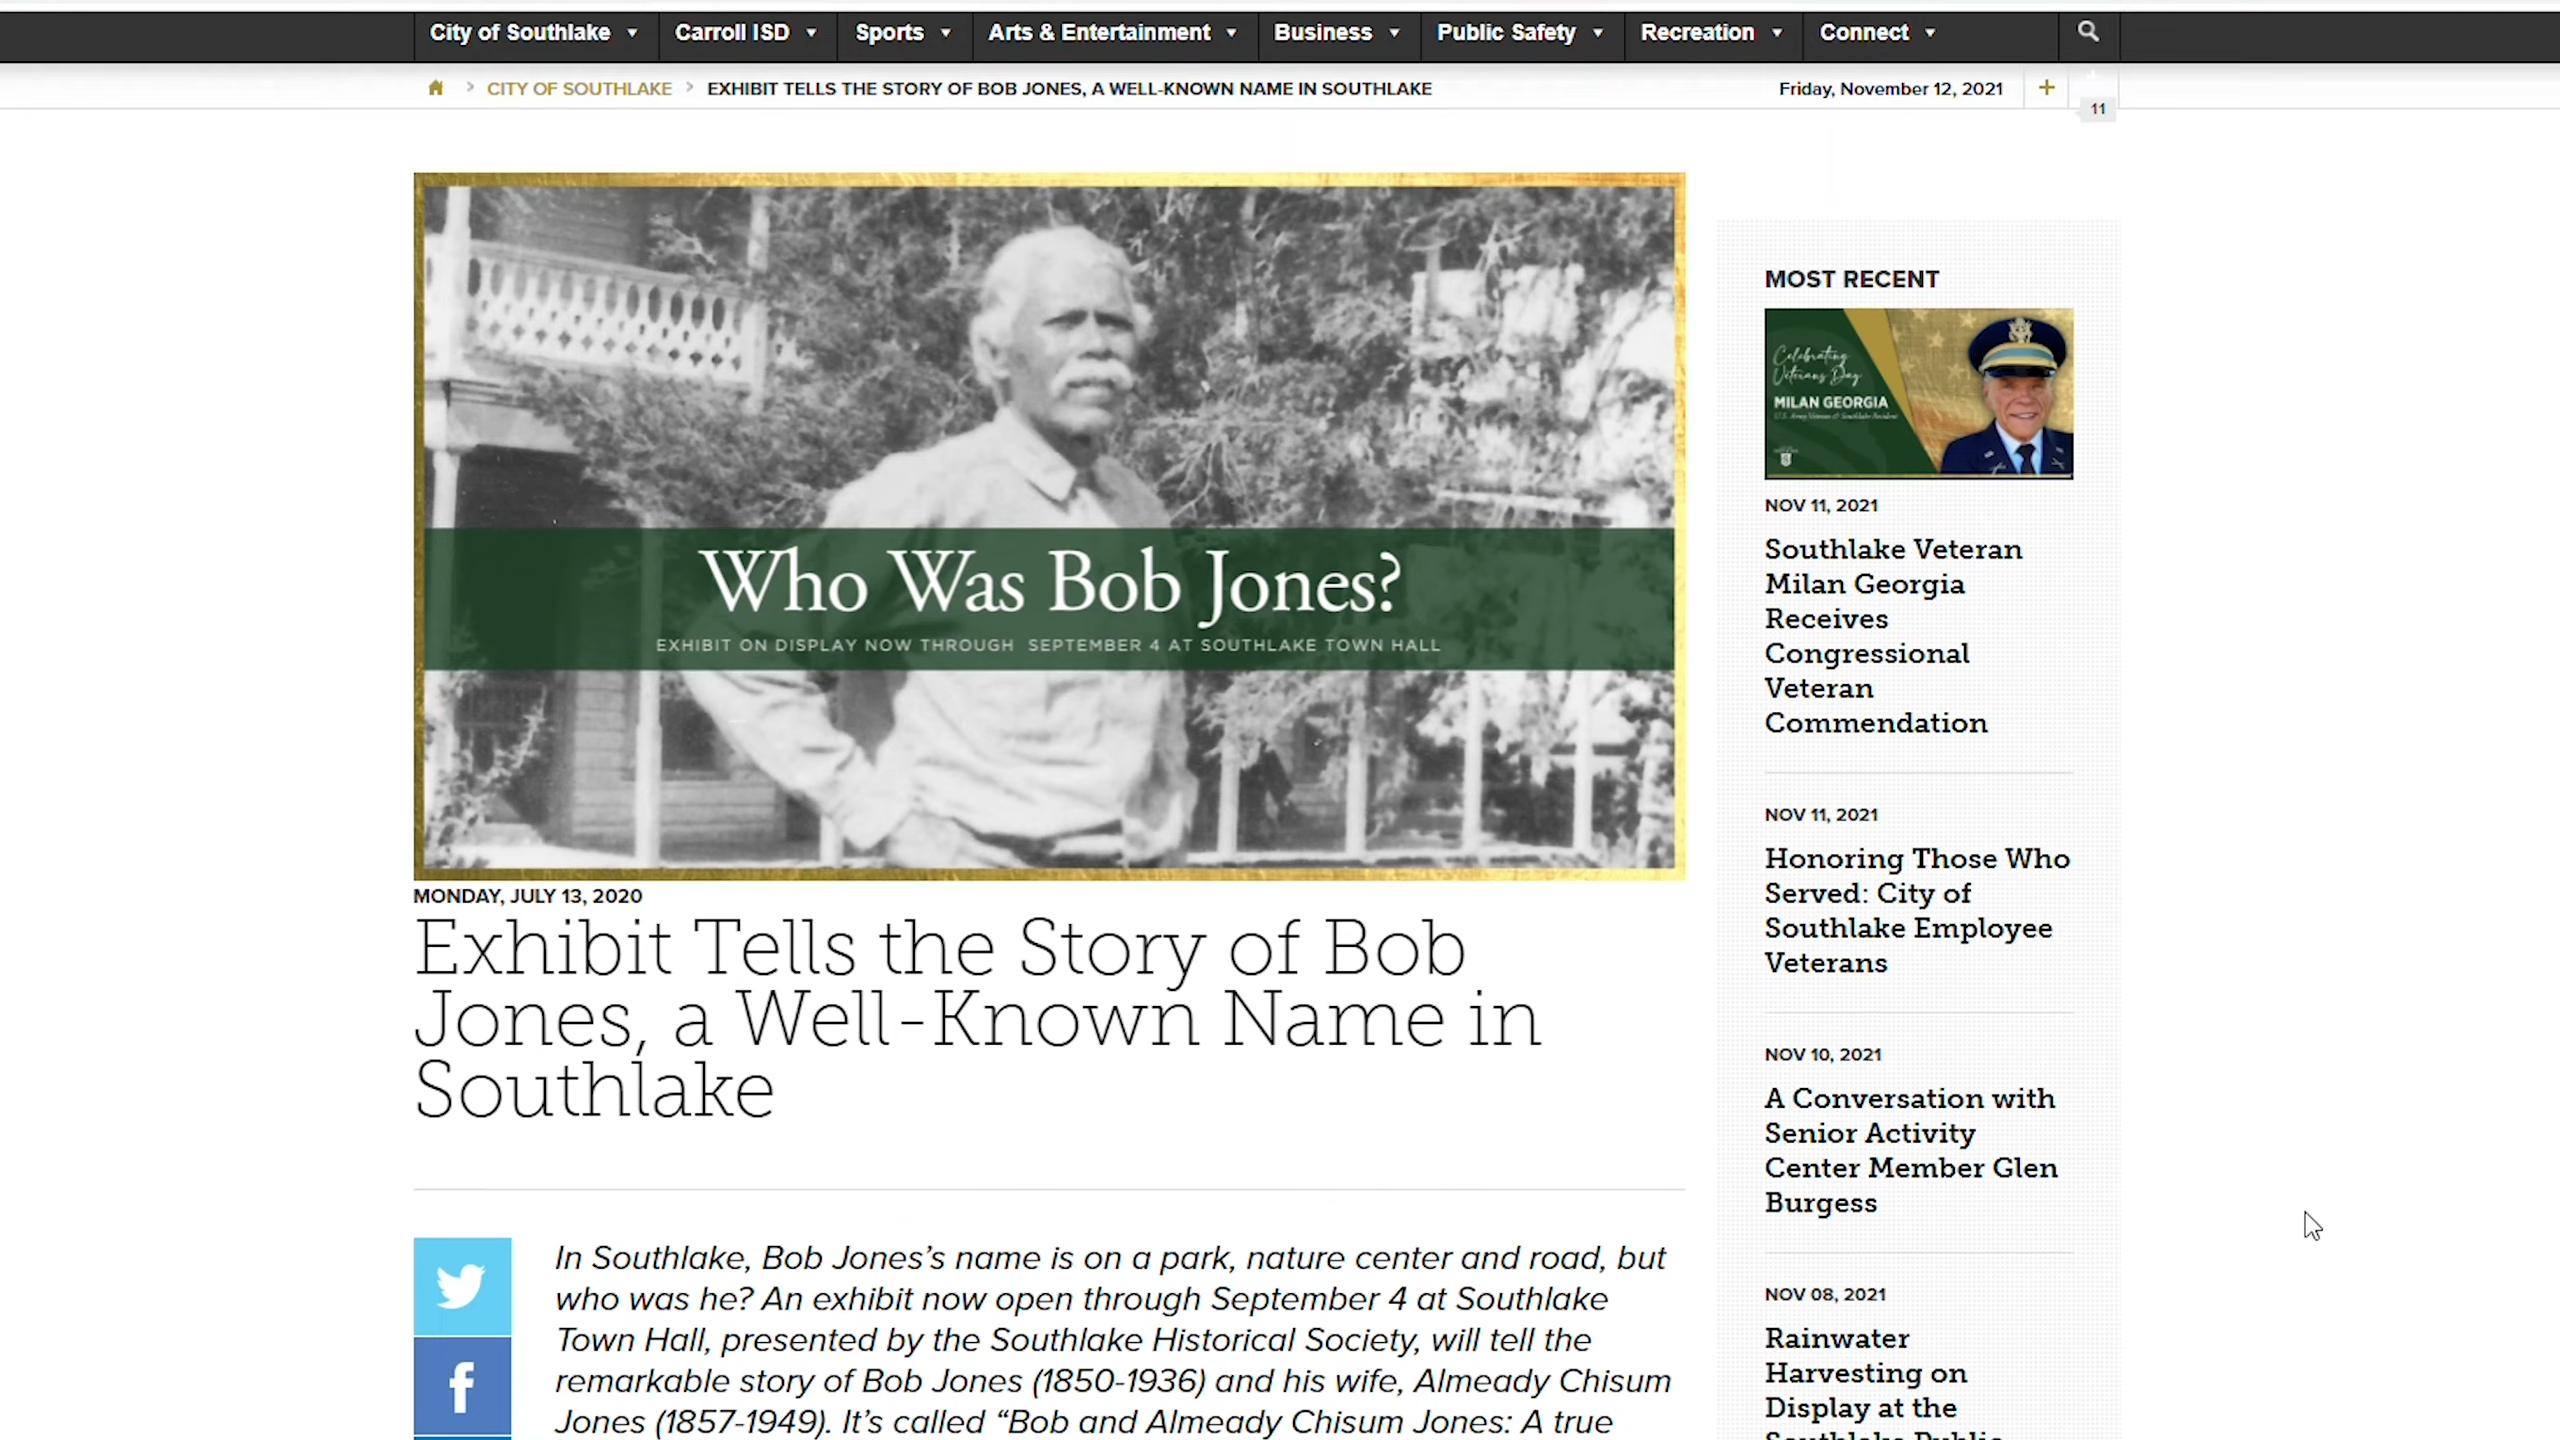 City of Southlake
Carroll ISD
Sports
Arts & Entertainment
Business
Public Safety
Recreation
Connect
CITY OF SOUTHLAKE
EXHIBIT TELLS THE STORY OF BOB JONES, A WELL-KNOWN NAME IN SOUTHLAKE
Friday, November 12, 2021
+
11
Who Was Bob Jones?
EXHIBIT ON DISPLAY NOW THROUGH SEPTEMBER 4 AT SOUTHLAKE TOWN HALL
MONDAY, JULY 13, 2020
Exhibit Tells the Story of Bob
Jones, a Well-Known Name in
Southlake
In Southlake, Bob Jones's name is on a park, nature center and road, but
who was he? An exhibit now open through September 4 at Southlake
Town Hall, presented by the Southlake Historical Society, will tell the
remarkable story of Bob Jones (1850-1936) and his wife, Almeady Chisum
Jones (1857-1949). It's called “Bob and Almeady Chisum Jones: A true
MOST RECENT
Celebrating
Veterans Day
MILAN GEORGIA
U.S. Army Veteran & Southlake Resident
NOV 11, 2021
Southlake Veteran
Milan Georgia
Receives
Congressional
Veteran
Commendation
NOV 11, 2021
Honoring Those Who
Served: City of
Southlake Employee
Veterans
NOV 10, 2021
A Conversation with
Senior Activity
Center Member Glen
Burgess
NOV 08, 2021
Rainwater
Harvesting on
Display at the
Southlake Public